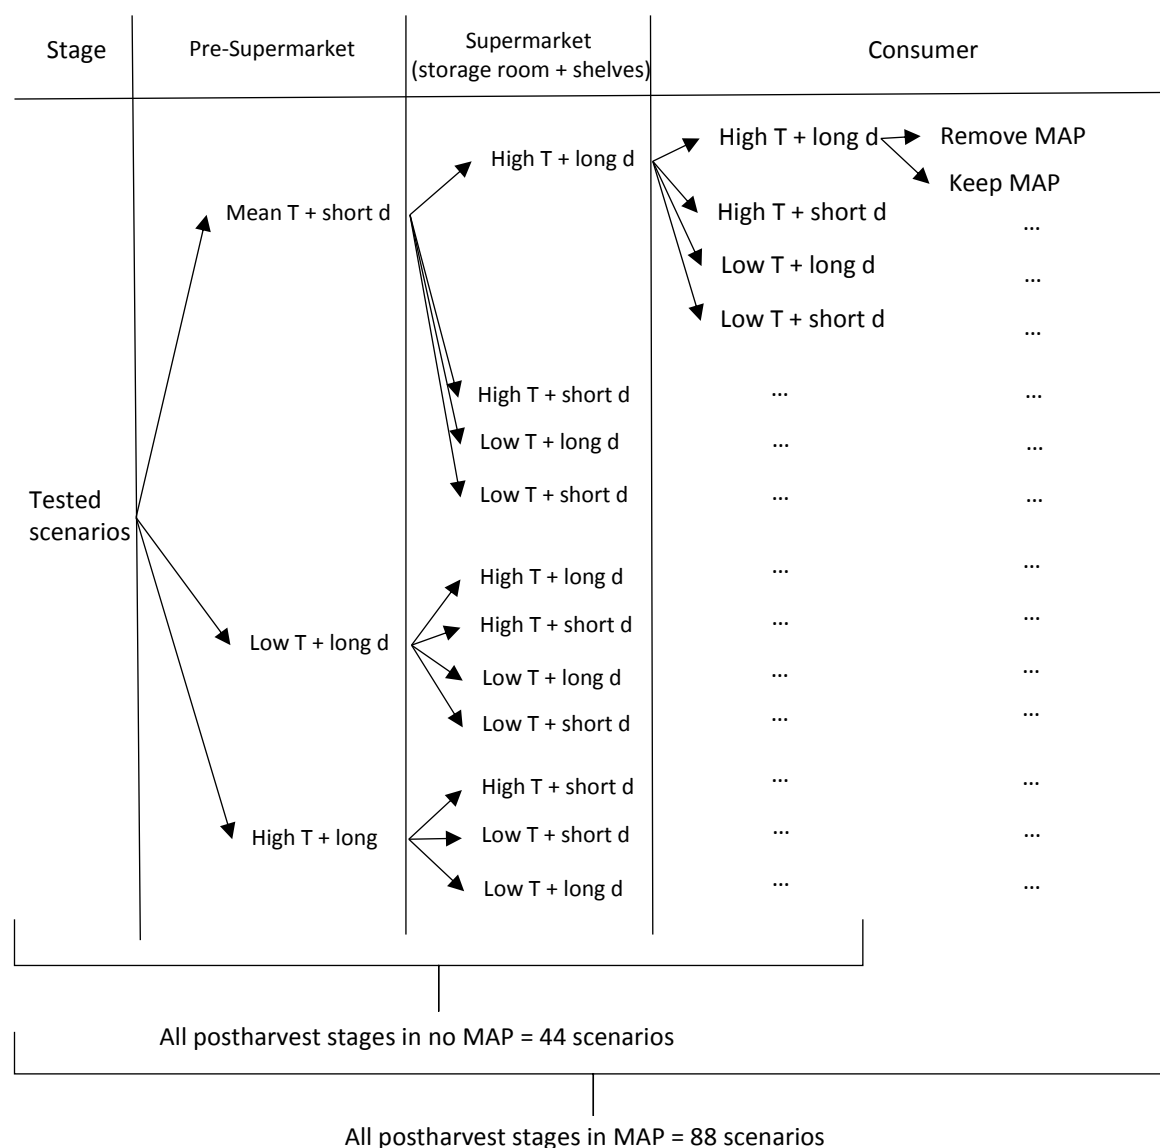 Stage
Pre-Supermarket
Supermarket
(storage room + shelves)
Consumer
High T + long d
Remove MAP
High T + long d
Keep MAP
Mean T + short d
High T + short d
...
Low T + long d
...
Low T + short d
...
High T + short d
...
...
Low T + long d
...
...
Low T + short d
...
...
Tested
scenarios
High T + long d
...
...
High T + short d
...
...
Low T + long d
Low T + long d
...
...
Low T + short d
...
...
High T + short d
...
...
High T + long
Low T + short d
...
...
Low T + long d
...
...
All postharvest stages in no MAP = 44 scenarios
All postharvest stages in MAP = 88 scenarios